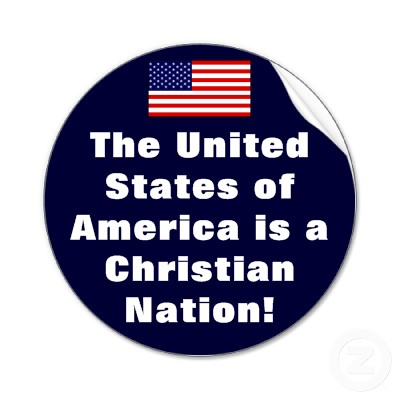 The United
States of
America is a
Christian
Nation!
Z